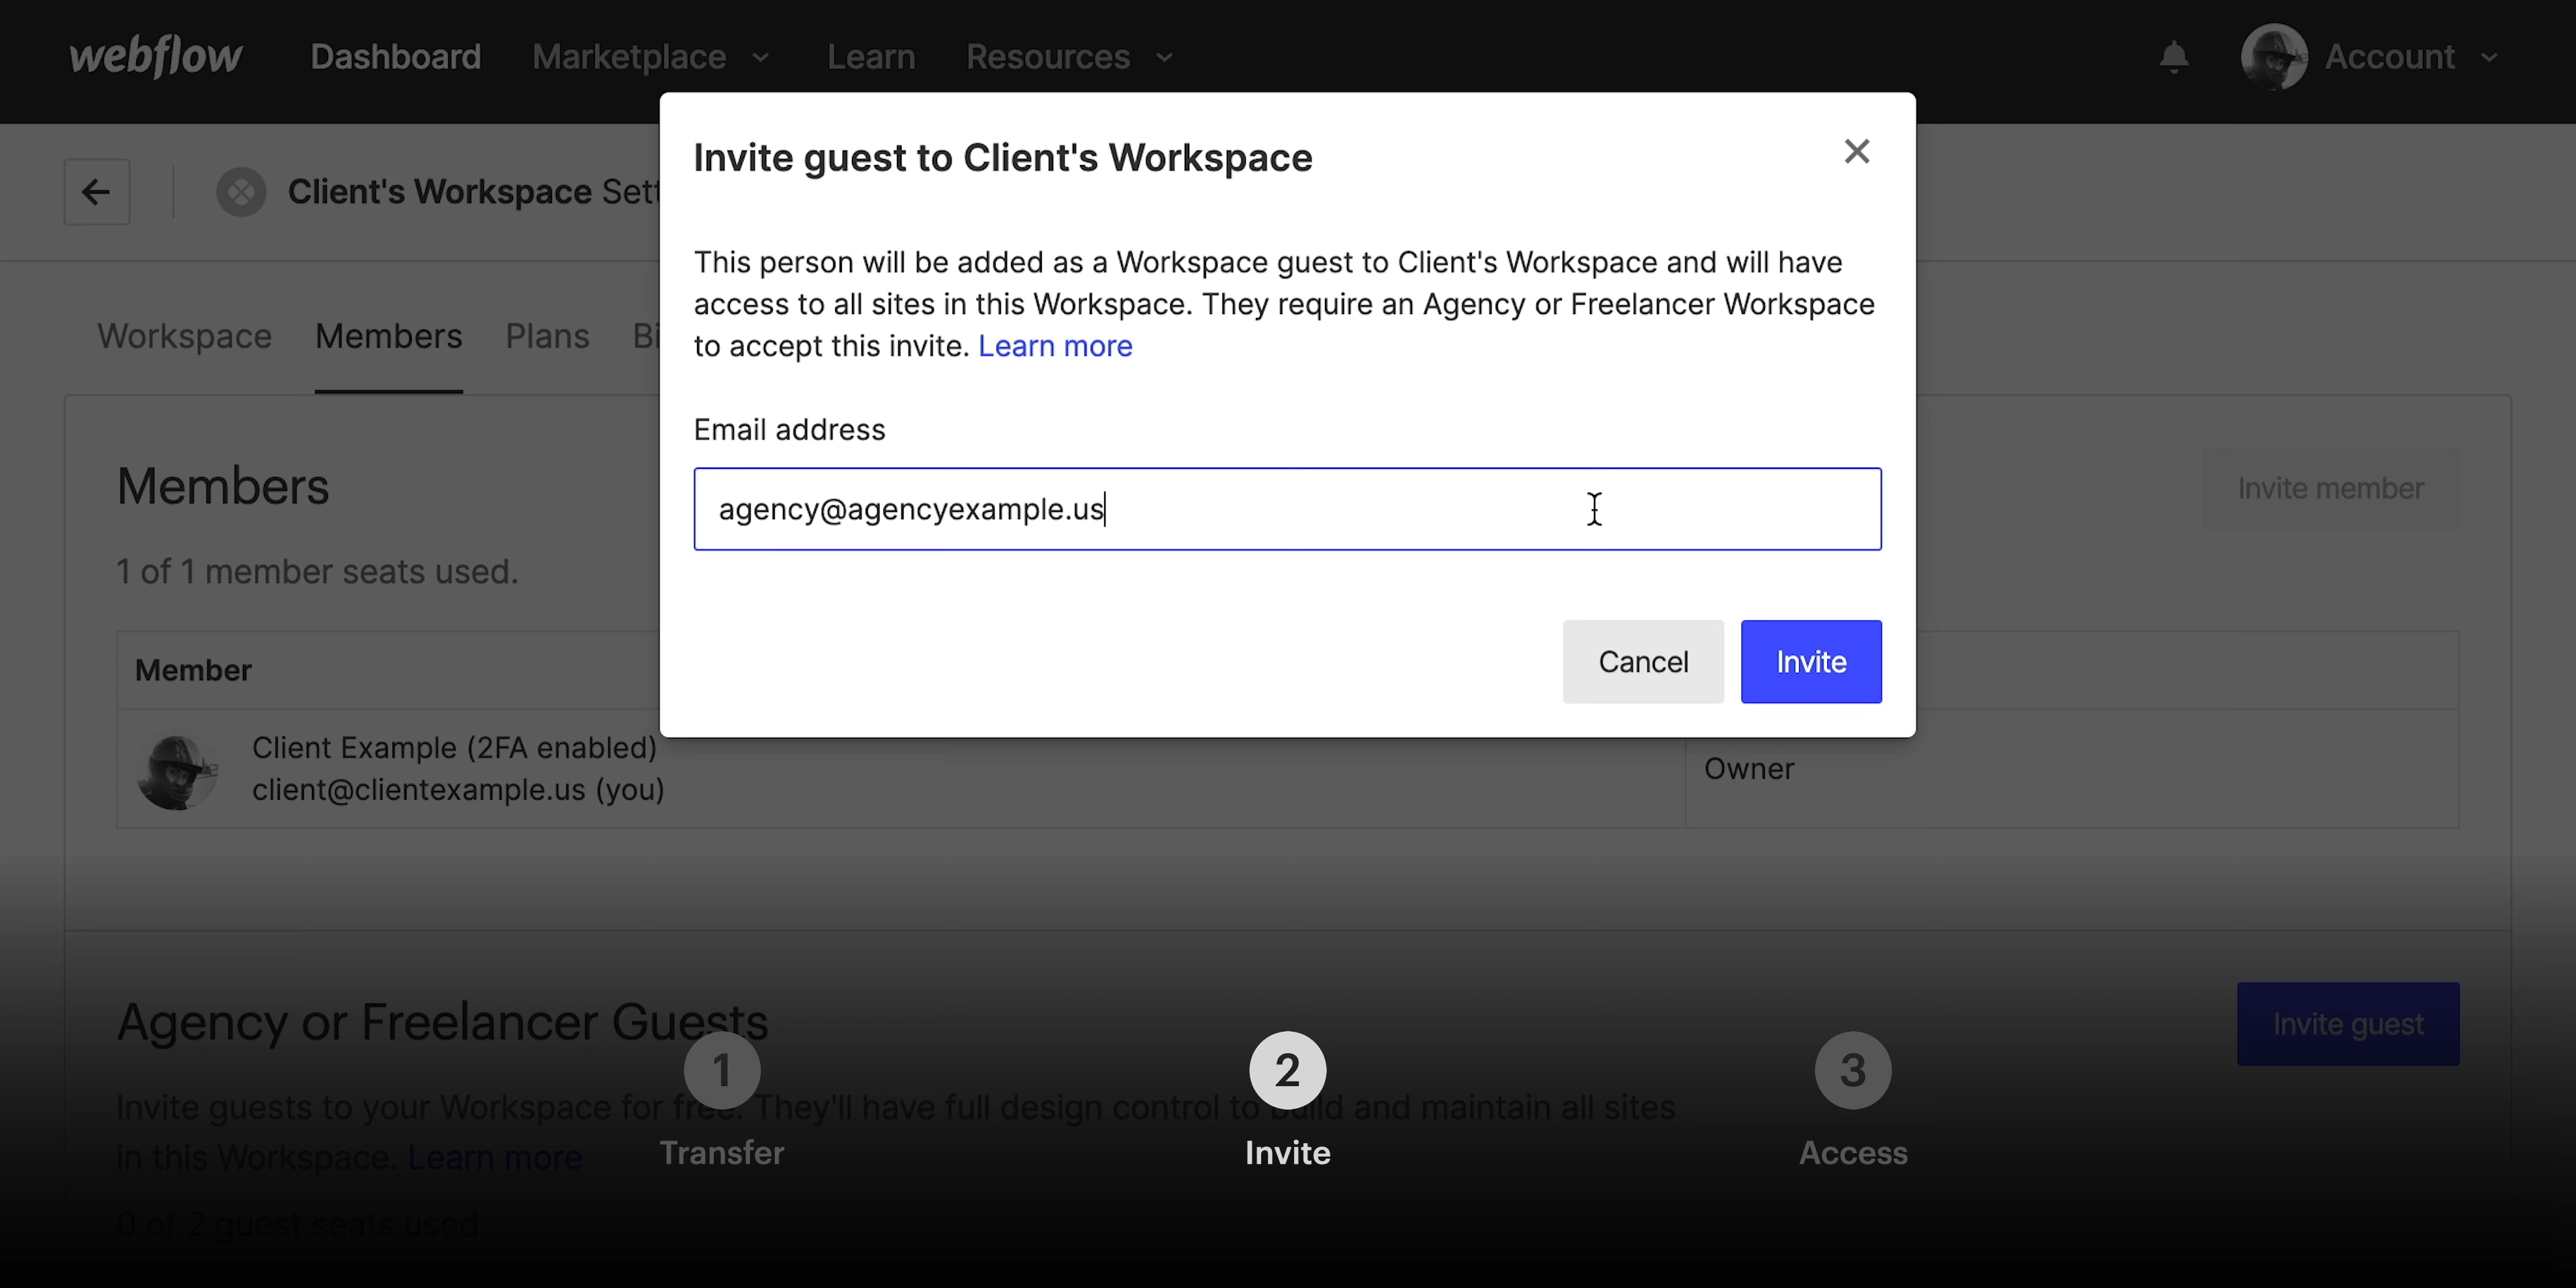 webflow Dashboard Marketplace Learn Resources Account
Client's Workspace Sett
Workspace Members Plans Bi
Invite guest to Client's Workspace
This person will be added as a Workspace guest to Client's Workspace and will have
access to all sites in this Workspace. They require an Agency or Freelancer Workspace
to accept this invite. Learn more
Email address
agency@agencyexample.us
Cancel Invite
Members
Invite member
1 of 1 member seats used.
Member
Client Example (2FA enabled)
client@clientexample.us (you)
Owner
Agency or Freelancer Guests
Invite guest
Invite guests to your Workspace for free. They'll have full design control to build and maintain all sites
in this Workspace. Learn more
0 of 2 guest seats used.
1 2 3
Transfer Invite Access